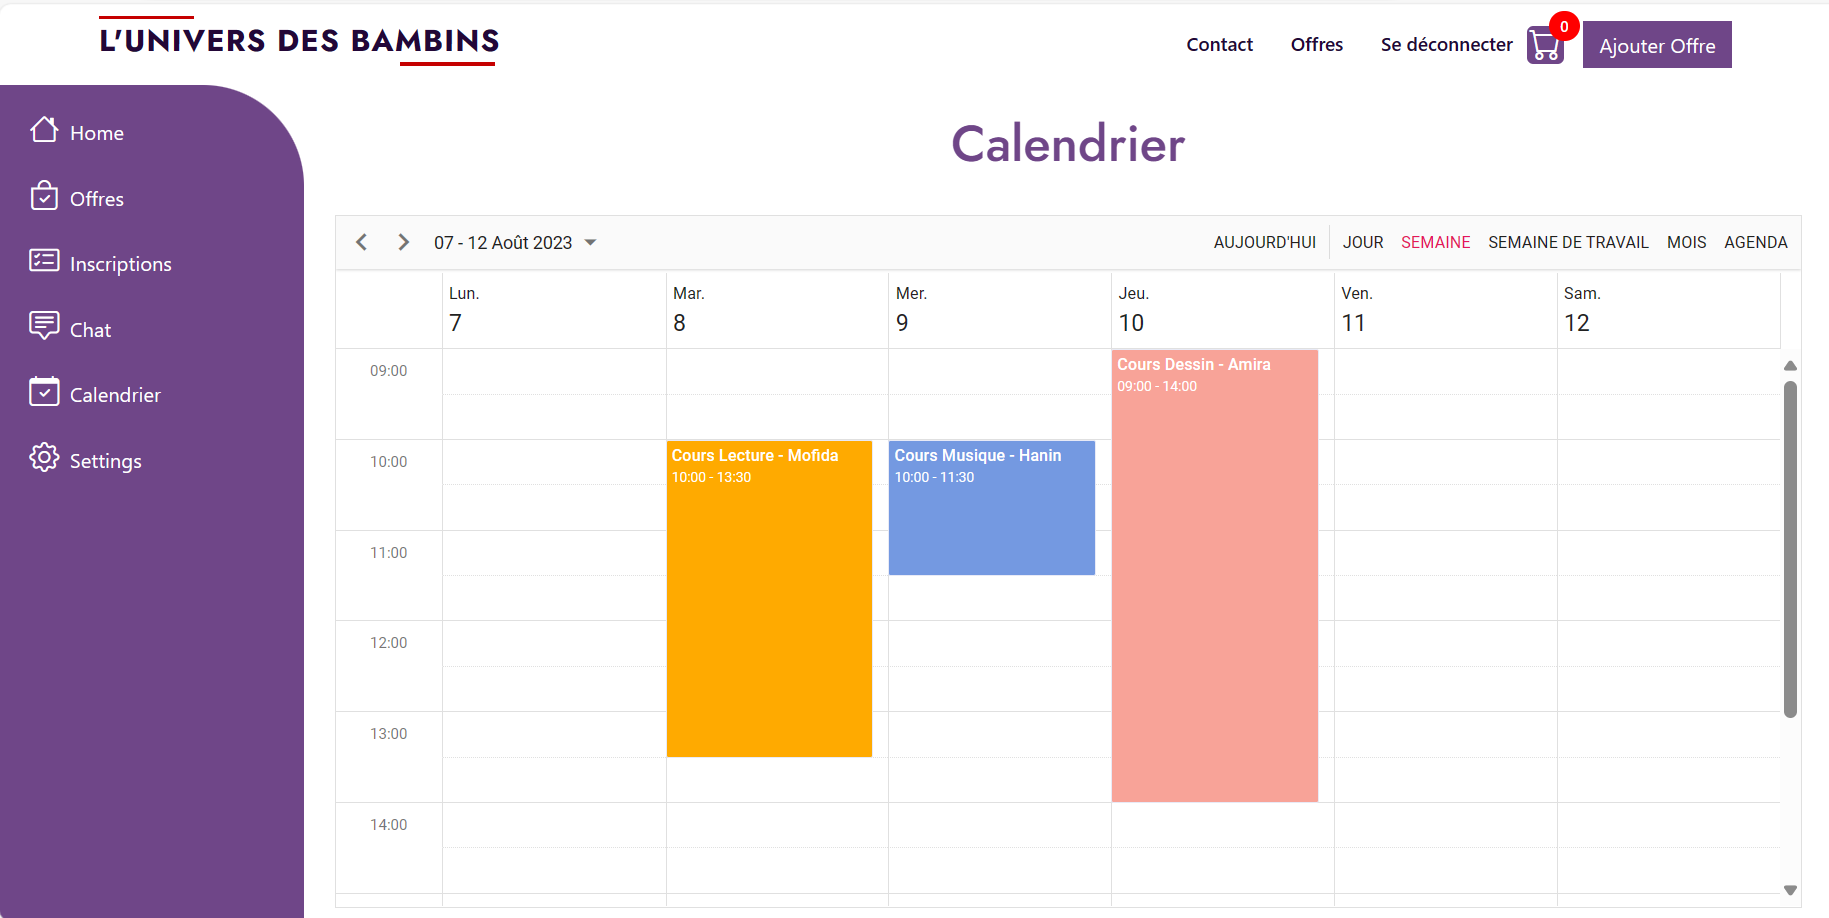 L'UNIVERS DES BAMBINS
Contact
Offres
Se déconnecter
0
Ajouter Offre
Home
Offres
Inscriptions
Chat
Calendrier
Settings
Calendrier
07 - 12 Août 2023
AUJOURD'HUI
JOUR
SEMAINE
SEMAINE DE TRAVAIL
MOIS
AGENDA
Lun.
7
Mar.
8
Mer.
9
Jeu.
10
Ven.
11
Sam.
12
09:00
10:00
11:00
12:00
13:00
14:00
Cours Lecture - Mofida
10:00 - 13:30
Cours Musique - Hanin
10:00 - 11:30
Cours Dessin - Amira
09:00 - 14:00